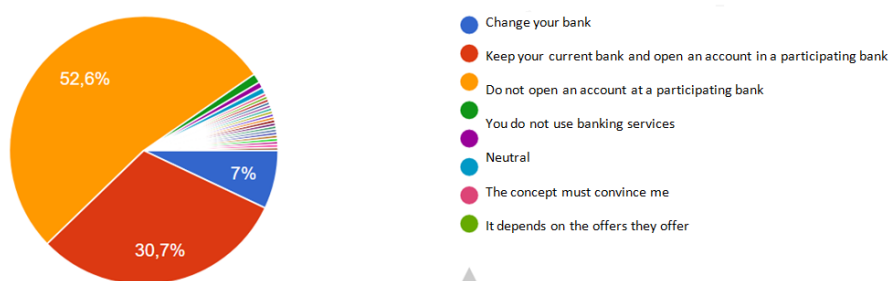 52,6%
7%
30,7%
Change your bank
Keep your current bank and open an account in a participating bank
Do not open an account at a participating bank
You do not use banking services
Neutral
The concept must convince me
It depends on the offers they offer